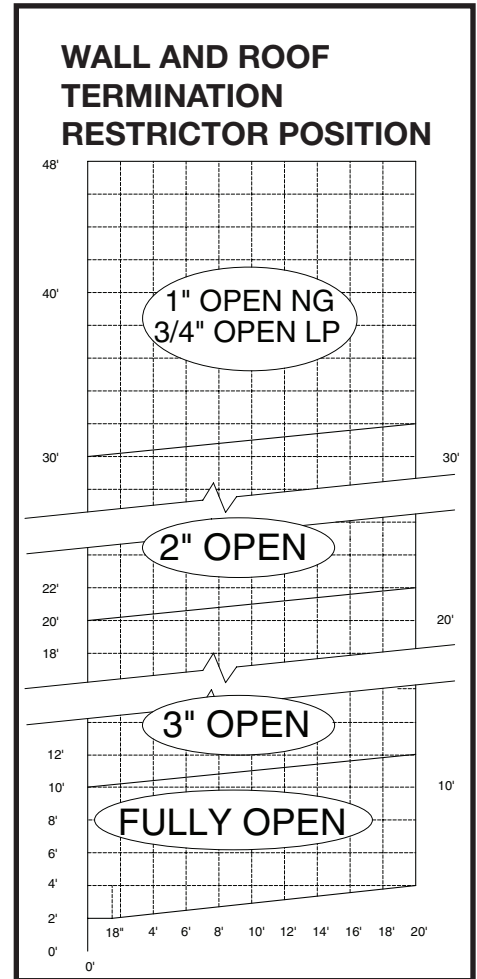 WALL AND ROOF
TERMINATION
RESTRICTOR POSITION
48'
40'
1" OPEN NG
3/4" OPEN LP
30' 30'
2" OPEN
22'
20' 20'
18'
3" OPEN
12'
10' 10'
FULLY OPEN
8'
6'
4'
2'
18" 4' 6' 8' 10' 12' 14' 16' 18' 20'
0'
0'